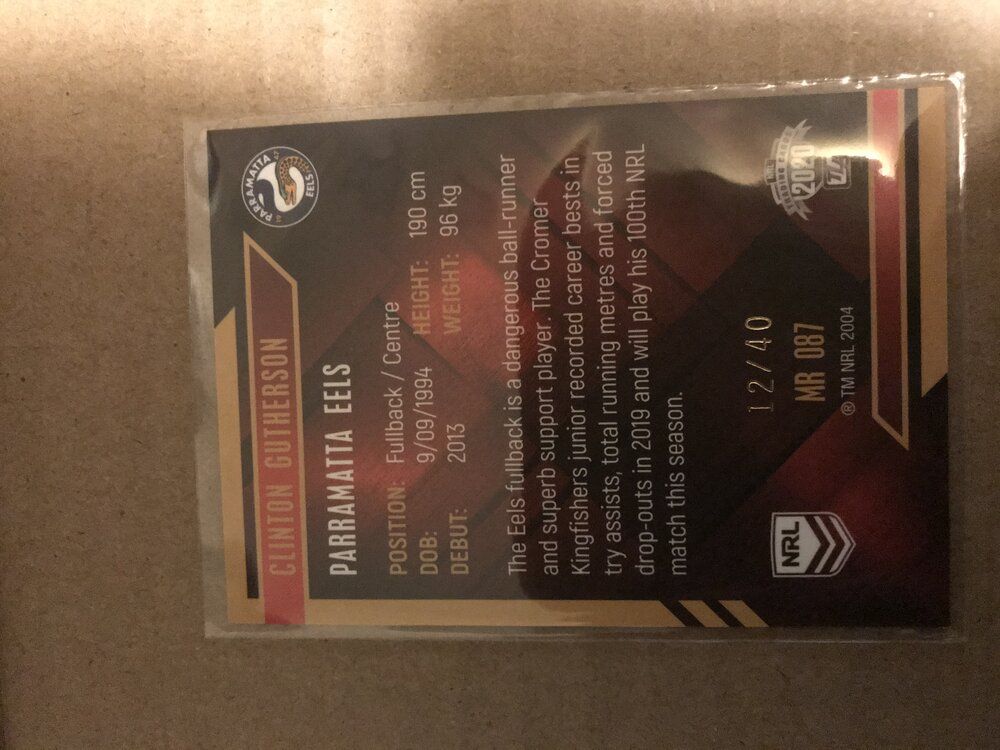 CLINTON GUTHERSON
PARRAMATTA
EELS
PARRAMATTA EELS
POSITION: Fullback / Centre
DOB: 9/09/1994 HEIGHT: 190 cm
DEBUT: 2013 WEIGHT: 96 kg
The Eels fullback is a dangerous ball-runner
and superb support player. The Cromer
Kingfishers junior recorded career bests in
try assists, total running metres and forced
drop-outs in 2019 and will play his 100th NRL
match this season.
12/40
MR 087
® TM NRL 2004
NRL
2020